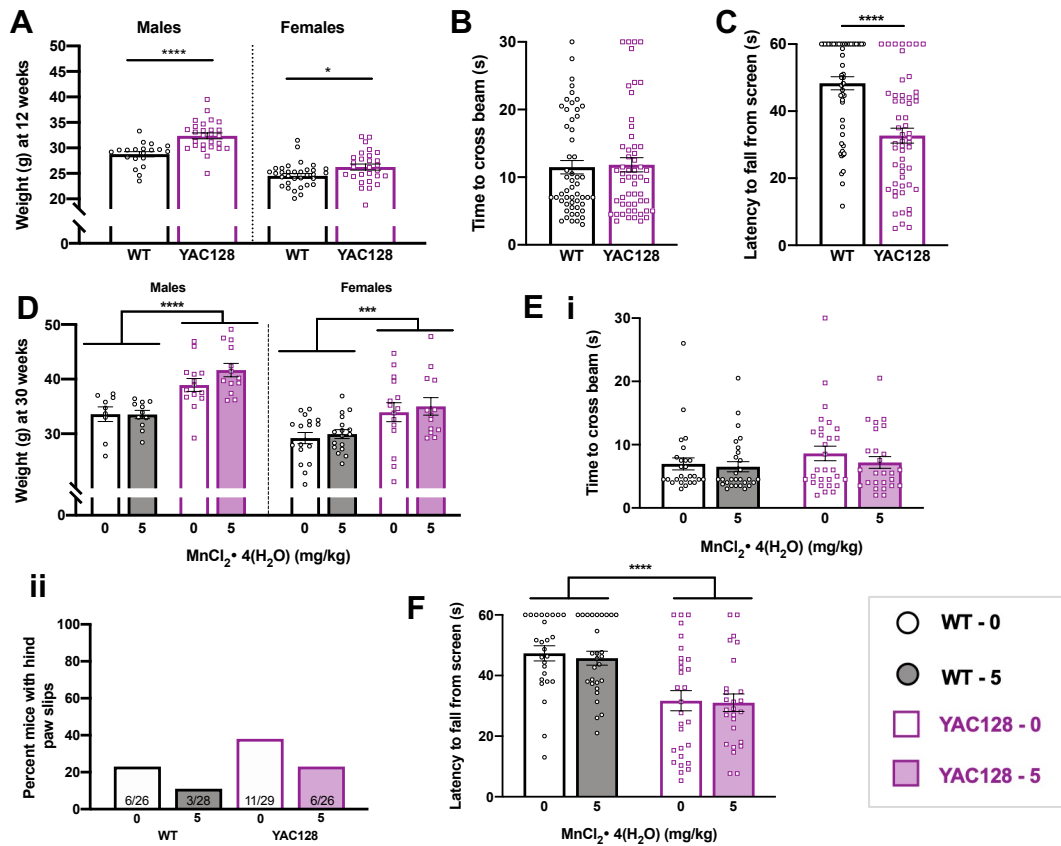 A
Males
Females
****
*
Weight (g) at 12 weeks
50
45
40
35
30
25
20
0
WT
YAC128
WT
YAC128
B
Time to cross beam (s)
30
20
10
0
WT
YAC128
C
****
Latency to fall from screen (s)
60
40
20
0
WT
YAC128
D
Males
Females
****
***
Weight (g) at 30 weeks
50
40
30
0
0
5
0
5
0
5
0
5
MnCl₂• 4(H₂O) (mg/kg)
E
i
Time to cross beam (s)
30
20
10
0
0
5
0
5
MnCl₂• 4(H₂O) (mg/kg)
ii
Percent mice with hind
paw slips
100
80
60
40
20
0
6/26
3/28
11/29
6/26
0
5
0
5
WT
YAC128
F
****
Latency to fall from screen (s)
60
40
20
0
0
5
0
5
MnCl₂• 4(H₂O) (mg/kg)
WT - 0
WT - 5
YAC128 - 0
YAC128 - 5